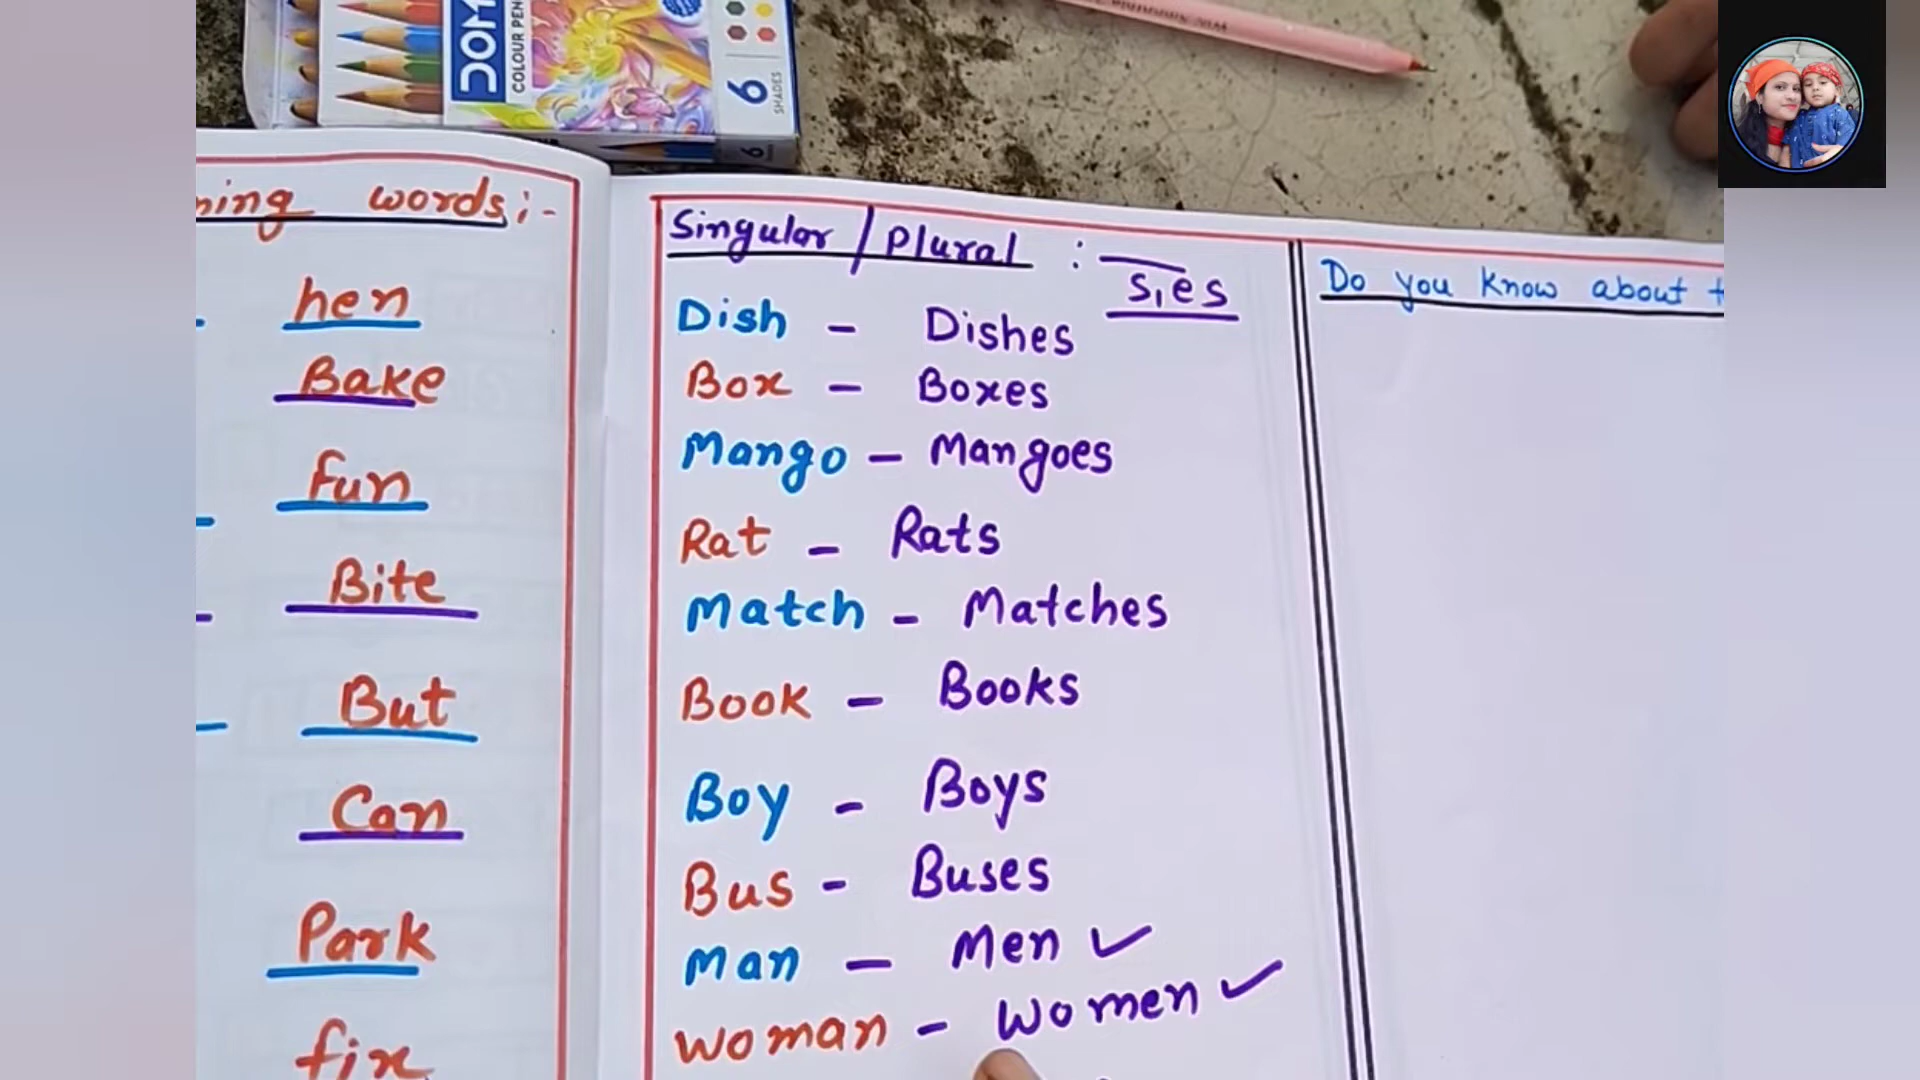 DOM
COLOUR PEN
6
SHADES
6
ning words:-
hen
Bake
Fun
Bite
But
Can
Park
fix
Singular / Plural : s,es
Dish - Dishes
Box - Boxes
Mango - Mangoes
Rat - Rats
Match - Matches
Book - Books
Boy - Boys
Bus - Buses
Man - Men ✓
Woman - Women ✓
Do you know about t